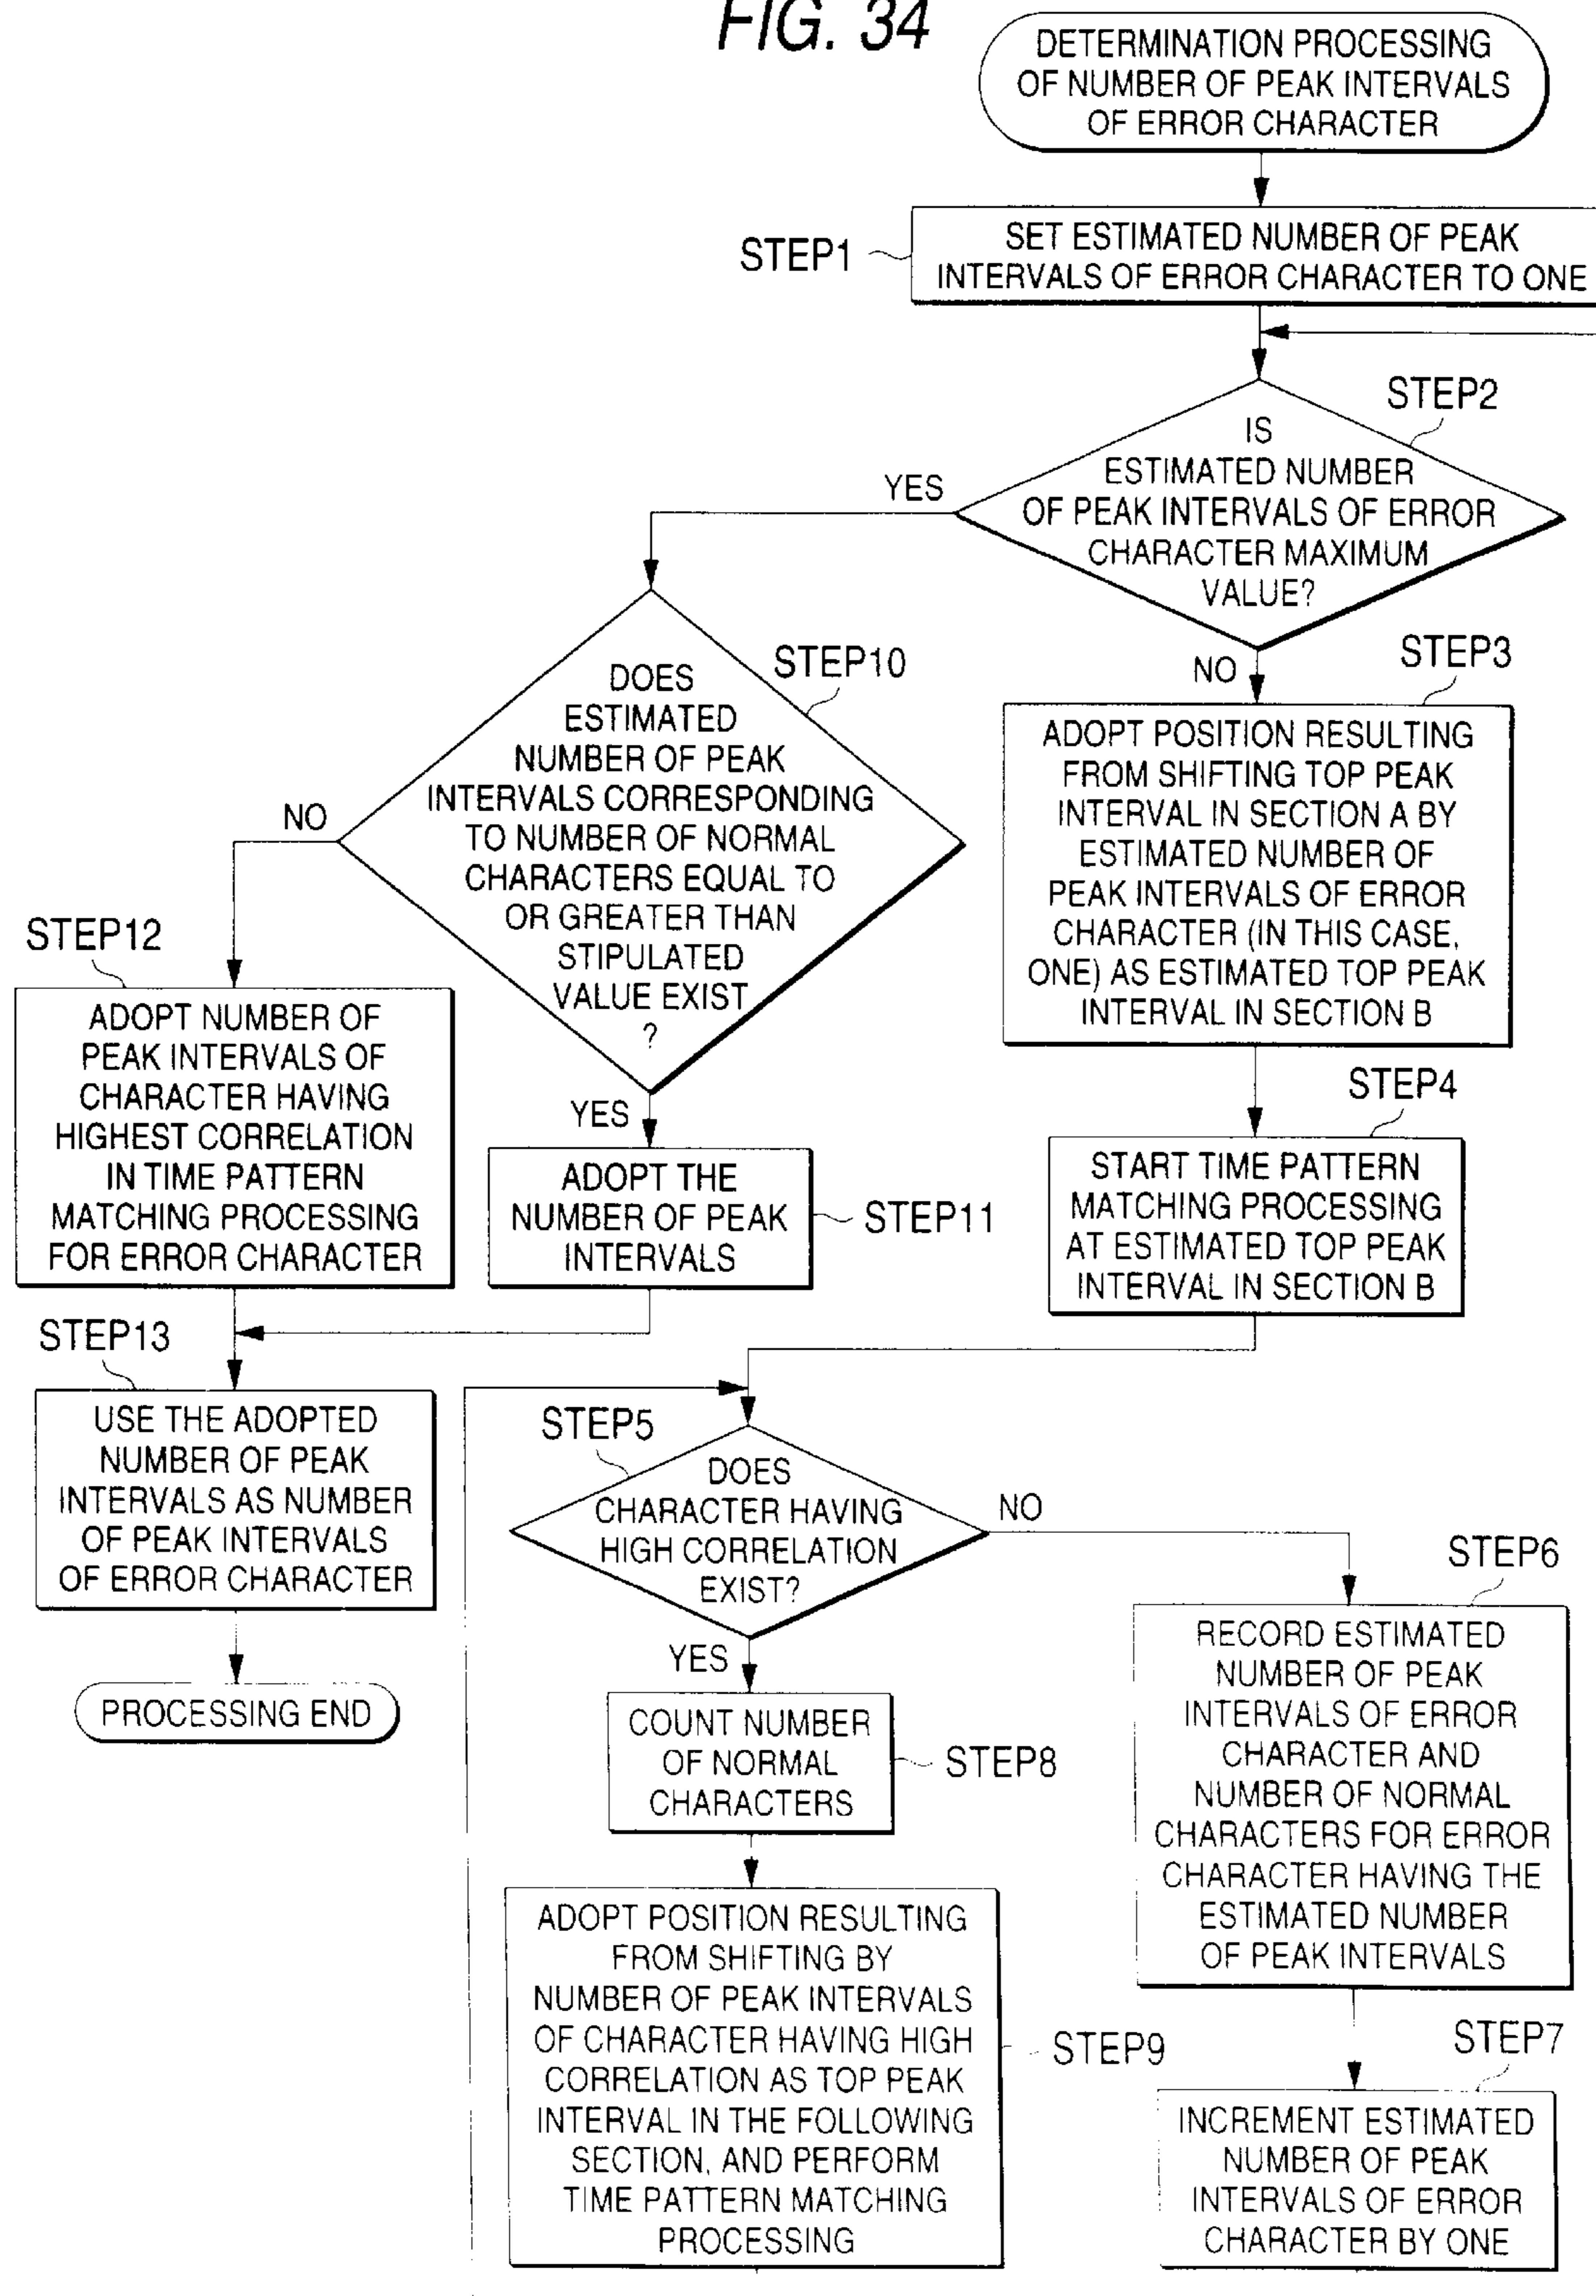 FIG. 34
DETERMINATION PROCESSING
OF NUMBER OF PEAK INTERVALS
OF ERROR CHARACTER
STEP1
SET ESTIMATED NUMBER OF PEAK
INTERVALS OF ERROR CHARACTER TO ONE
STEP2
IS
ESTIMATED NUMBER
OF PEAK INTERVALS OF ERROR
CHARACTER MAXIMUM
VALUE?
YES
NO
STEP3
ADOPT POSITION RESULTING
FROM SHIFTING TOP PEAK
INTERVAL IN SECTION A BY
ESTIMATED NUMBER OF
PEAK INTERVALS OF ERROR
CHARACTER (IN THIS CASE,
ONE) AS ESTIMATED TOP PEAK
INTERVAL IN SECTION B
STEP10
DOES
ESTIMATED
NUMBER OF PEAK
INTERVALS CORRESPONDING
TO NUMBER OF NORMAL
CHARACTERS EQUAL TO
OR GREATER THAN
STIPULATED
VALUE EXIST
?
NO
YES
STEP12
ADOPT NUMBER OF
PEAK INTERVALS OF
CHARACTER HAVING
HIGHEST CORRELATION
IN TIME PATTERN
MATCHING PROCESSING
FOR ERROR CHARACTER
ADOPT THE
NUMBER OF PEAK
INTERVALS
STEP11
STEP4
START TIME PATTERN
MATCHING PROCESSING
AT ESTIMATED TOP PEAK
INTERVAL IN SECTION B
STEP13
USE THE ADOPTED
NUMBER OF PEAK
INTERVALS AS NUMBER
OF PEAK INTERVALS
OF ERROR CHARACTER
PROCESSING END
STEP5
DOES
CHARACTER HAVING
HIGH CORRELATION
EXIST?
NO
YES
STEP6
RECORD ESTIMATED
NUMBER OF PEAK
INTERVALS OF ERROR
CHARACTER AND
NUMBER OF NORMAL
CHARACTERS FOR ERROR
CHARACTER HAVING THE
ESTIMATED NUMBER
OF PEAK INTERVALS
COUNT NUMBER
OF NORMAL
CHARACTERS
STEP8
ADOPT POSITION RESULTING
FROM SHIFTING BY
NUMBER OF PEAK INTERVALS
OF CHARACTER HAVING HIGH
CORRELATION AS TOP PEAK
INTERVAL IN THE FOLLOWING
SECTION, AND PERFORM
TIME PATTERN MATCHING
PROCESSING
STEP9
STEP7
INCREMENT ESTIMATED
NUMBER OF PEAK
INTERVALS OF ERROR
CHARACTER BY ONE